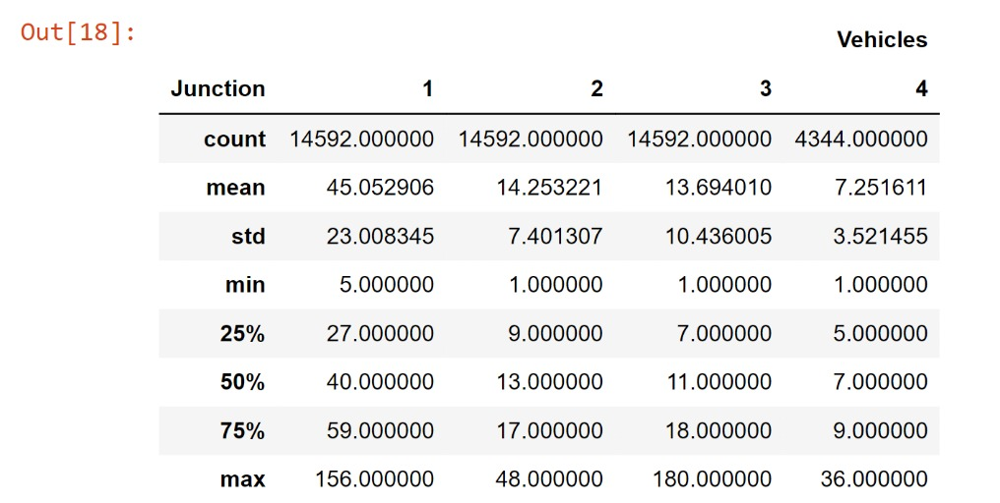 Out[18]:
Vehicles
Junction 1 2 3 4
count 14592.000000 14592.000000 14592.000000 4344.000000
mean 45.052906 14.253221 13.694010 7.251611
std 23.008345 7.401307 10.436005 3.521455
min 5.000000 1.000000 1.000000 1.000000
25% 27.000000 9.000000 7.000000 5.000000
50% 40.000000 13.000000 11.000000 7.000000
75% 59.000000 17.000000 18.000000 9.000000
max 156.000000 48.000000 180.000000 36.000000